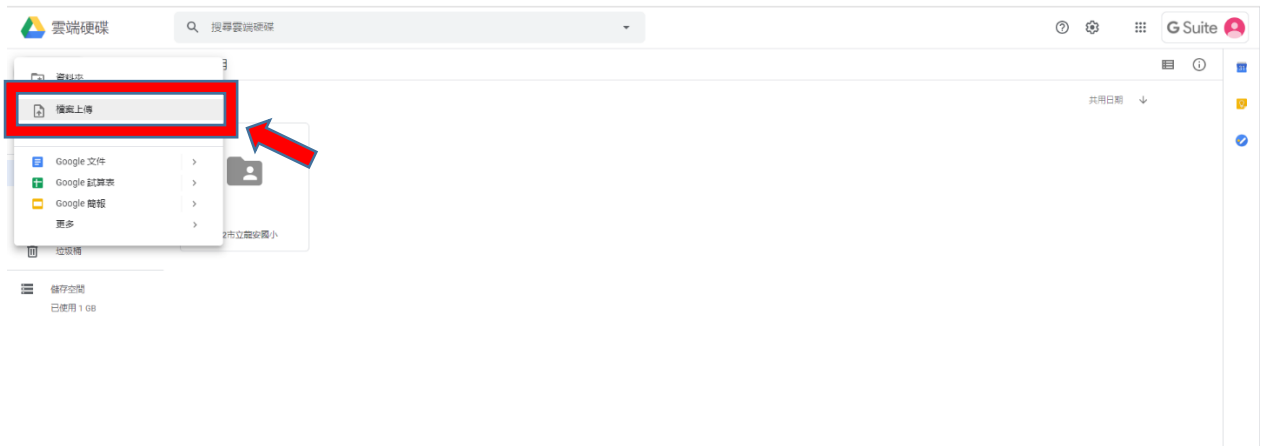 雲端硬碟
搜尋雲端硬碟
G Suite
資料夾
檔案上傳
共用日期
Google 文件
Google 試算表
Google 簡報
更多
2市立龍安國小
垃圾桶
儲存空間
已使用 1 GB